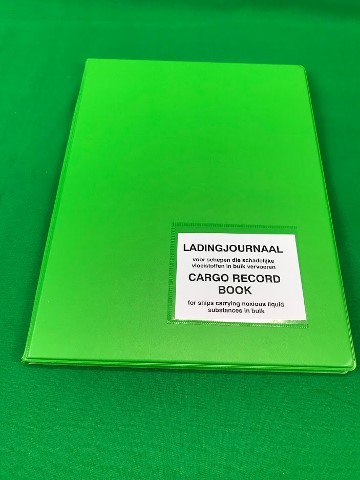 LADINGJOURNAAL
voor schepen die schadelijke
vloeistoffen in bulk vervoeren
CARGO RECORD
BOOK
for ships carrying noxious liquid
substances in bulk